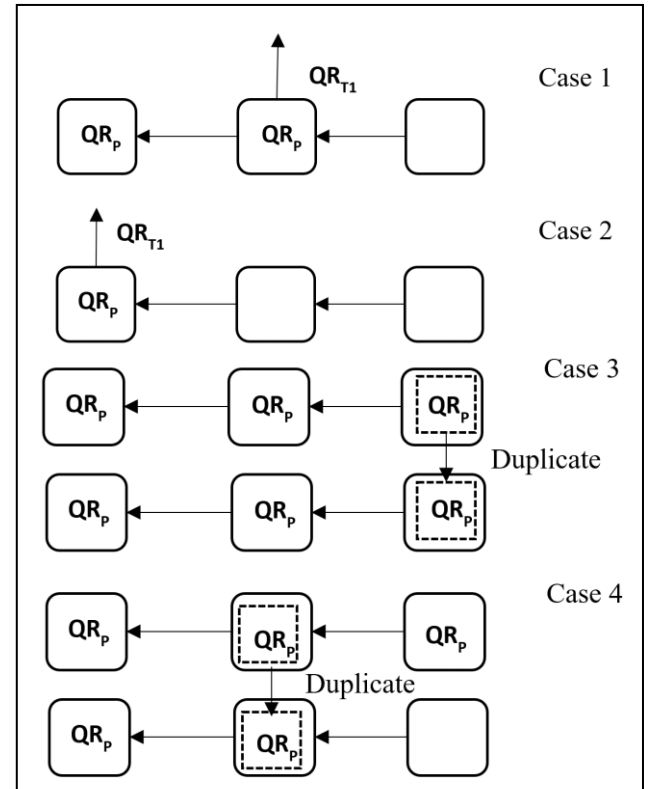 QR_T1
Case 1
QR_P QR_P
Case 2
QR_T1
QR_P
Case 3
QR_P QR_P QR_P
Duplicate
QR_P QR_P QR_P
Case 4
QR_P QR_P QR_P
Duplicate
QR_P QR_P